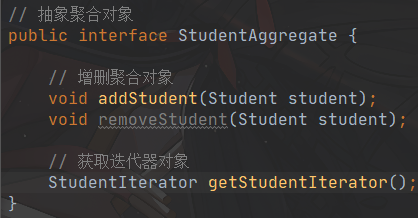 // 抽象聚合对象
public interface StudentAggregate {
// 增删聚合对象
void addStudent(Student student);
void removeStudent(Student student);
// 获取迭代器对象
StudentIterator getStudentIterator();
}